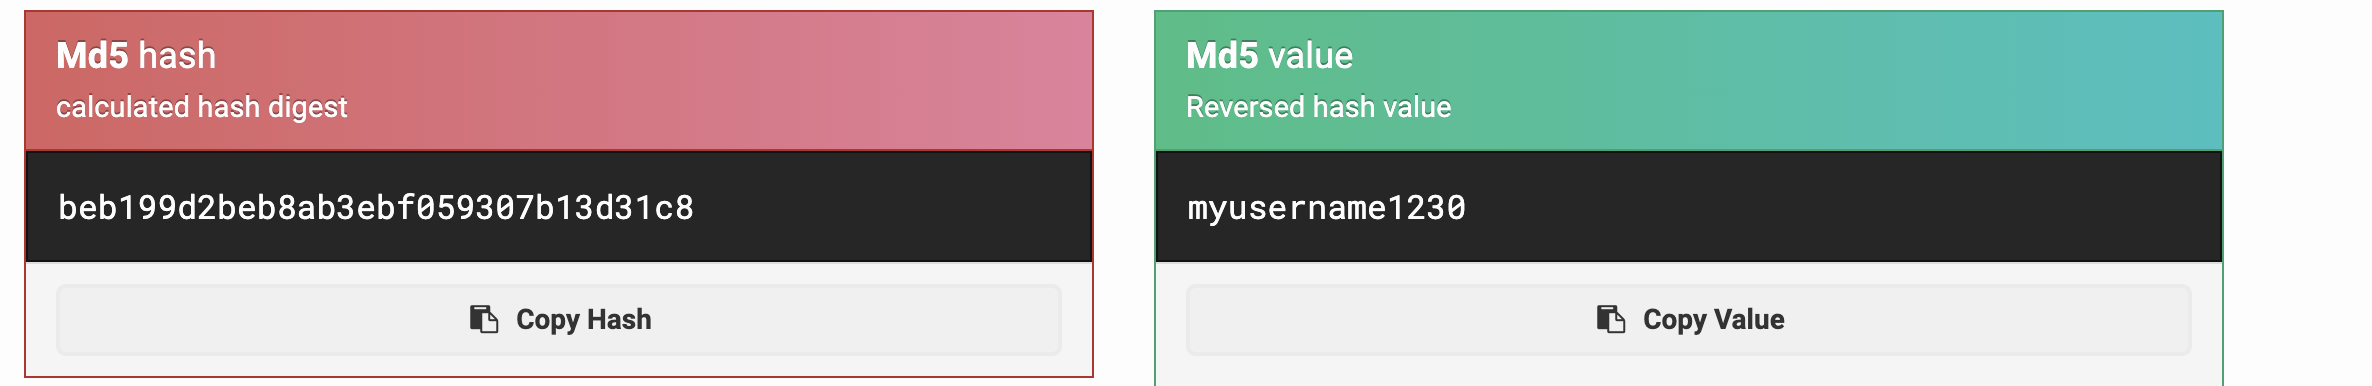 Md5 hash
calculated hash digest
beb199d2beb8ab3ebf059307b13d31c8
Copy Hash
Md5 value
Reversed hash value
myusername1230
Copy Value